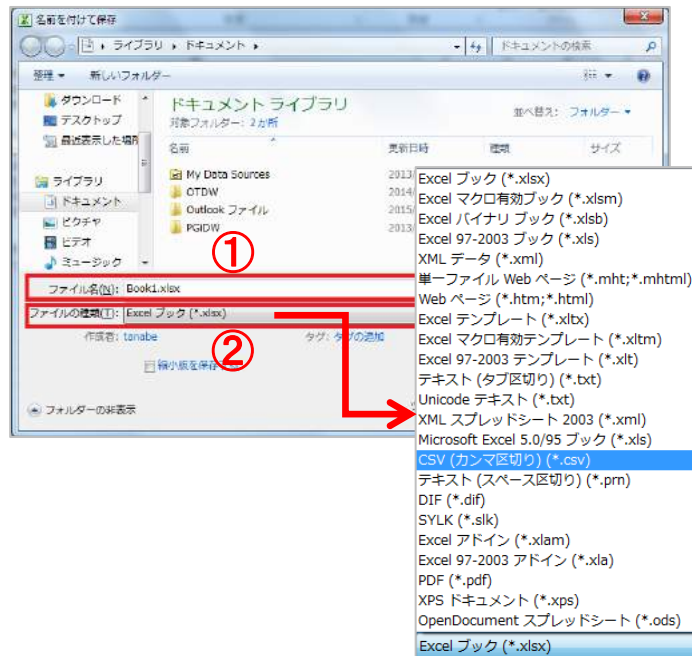 名前を付けて保存
ライブラリ ▸ ドキュメント ▸
ドキュメントの検索
整理 ▼ 新しいフォルダー
ダウンロード
デスクトップ
最近表示した場所
ライブラリ
ドキュメント
ピクチャ
ビデオ
ミュージック
ドキュメント ライブラリ
対象フォルダー: 2か所
並べ替え: フォルダー ▼
名前 更新日時 種類 サイズ
My Data Sources 2013/
OTDW 2014/
Outlook ファイル 2015/
PGIDW 2013/
①
ファイル名(N): Book1.xlsx
ファイルの種類(T): Excel ブック (*.xlsx)
②
作成者: tanabe タグ: タグの追加
縮小版を保存する
フォルダーの非表示
Excel ブック (*.xlsx)
Excel マクロ有効ブック (*.xlsm)
Excel バイナリ ブック (*.xlsb)
Excel 97-2003 ブック (*.xls)
XML データ (*.xml)
単一ファイル Web ページ (*.mht;*.mhtml)
Web ページ (*.htm;*.html)
Excel テンプレート (*.xltx)
Excel マクロ有効テンプレート (*.xltm)
Excel 97-2003 テンプレート (*.xlt)
テキスト (タブ区切り) (*.txt)
Unicode テキスト (*.txt)
XML スプレッドシート 2003 (*.xml)
Microsoft Excel 5.0/95 ブック (*.xls)
CSV (カンマ区切り) (*.csv)
テキスト (スペース区切り) (*.prn)
DIF (*.dif)
SYLK (*.slk)
Excel アドイン (*.xlam)
Excel 97-2003 アドイン (*.xla)
PDF (*.pdf)
XPS ドキュメント (*.xps)
OpenDocument スプレッドシート (*.ods)
Excel ブック (*.xlsx)